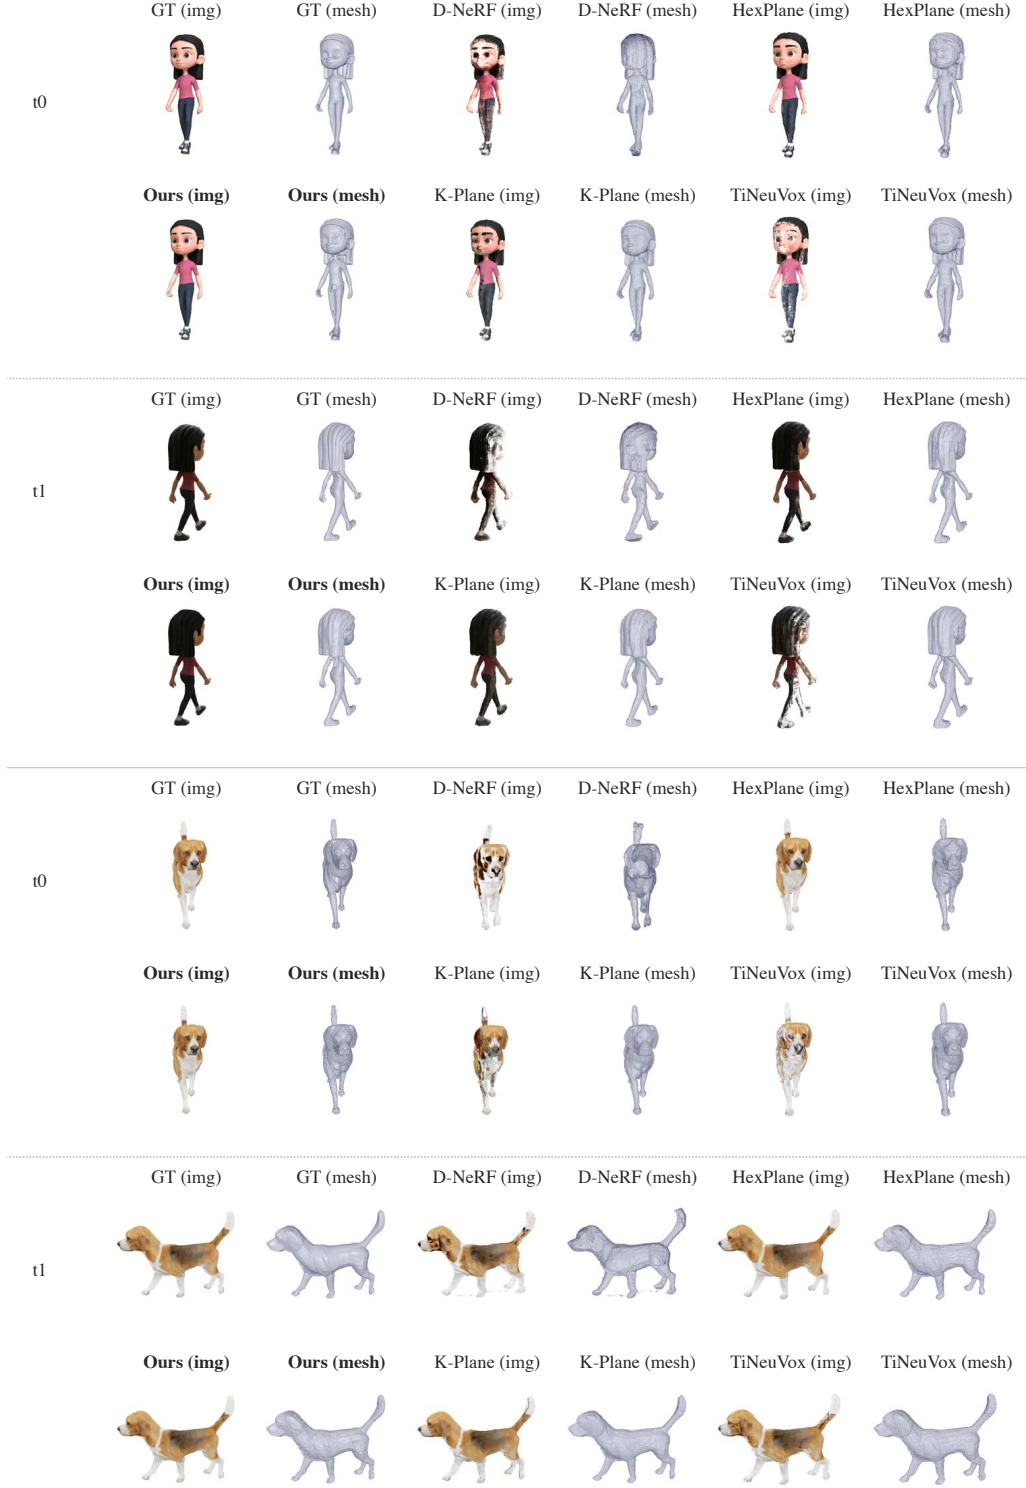 GT (img) GT (mesh) D-NeRF (img) D-NeRF (mesh) HexPlane (img) HexPlane (mesh)
t0
Ours (img) Ours (mesh) K-Plane (img) K-Plane (mesh) TiNeuVox (img) TiNeuVox (mesh)
GT (img) GT (mesh) D-NeRF (img) D-NeRF (mesh) HexPlane (img) HexPlane (mesh)
t1
Ours (img) Ours (mesh) K-Plane (img) K-Plane (mesh) TiNeuVox (img) TiNeuVox (mesh)
GT (img) GT (mesh) D-NeRF (img) D-NeRF (mesh) HexPlane (img) HexPlane (mesh)
t0
Ours (img) Ours (mesh) K-Plane (img) K-Plane (mesh) TiNeuVox (img) TiNeuVox (mesh)
GT (img) GT (mesh) D-NeRF (img) D-NeRF (mesh) HexPlane (img) HexPlane (mesh)
t1
Ours (img) Ours (mesh) K-Plane (img) K-Plane (mesh) TiNeuVox (img) TiNeuVox (mesh)